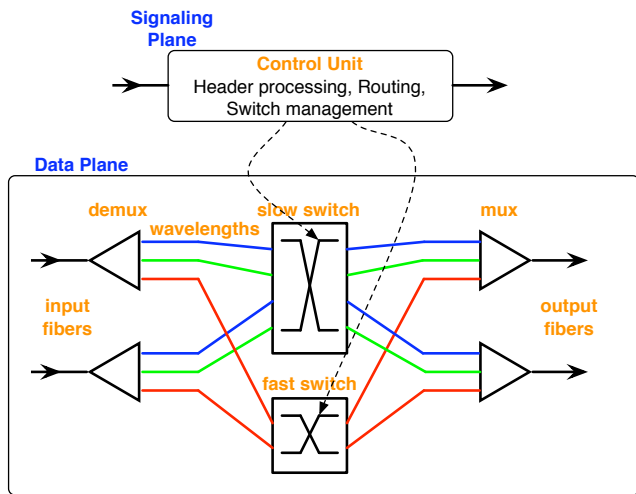 Signaling
Plane
Control Unit
Header processing, Routing,
Switch management
Data Plane
demux
wavelengths
slow switch
mux
input
fibers
output
fibers
fast switch